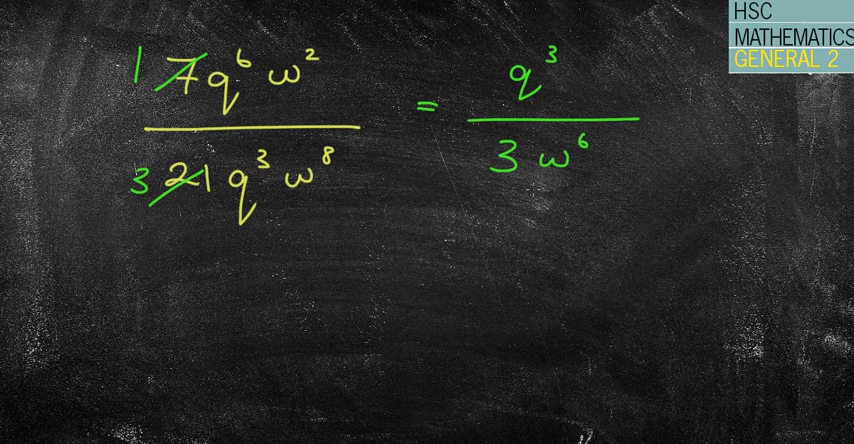 HSC
MATHEMATICS
GENERAL 2
1 7q⁶ w²
3 21 q³ w⁸
=
q³
3 w⁶